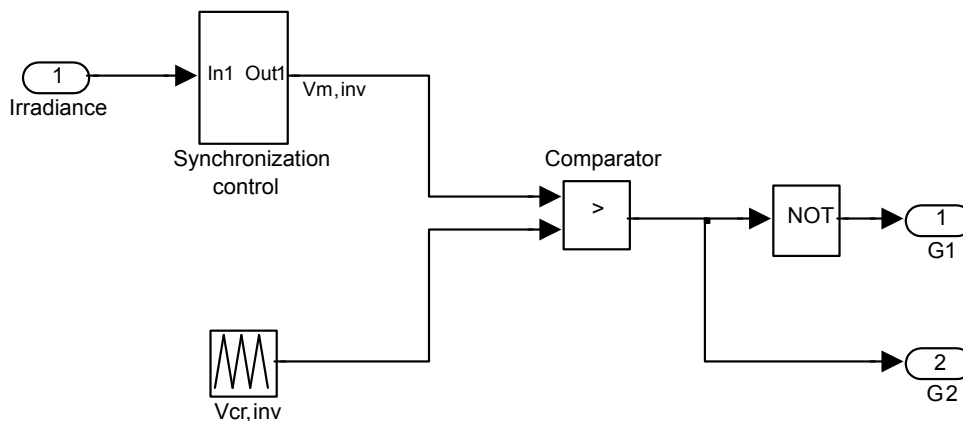 1
Irradiance
In1 Out1
Synchronization
control
Vm,inv
Comparator
>
NOT
1
G1
2
G2
Vcr,inv